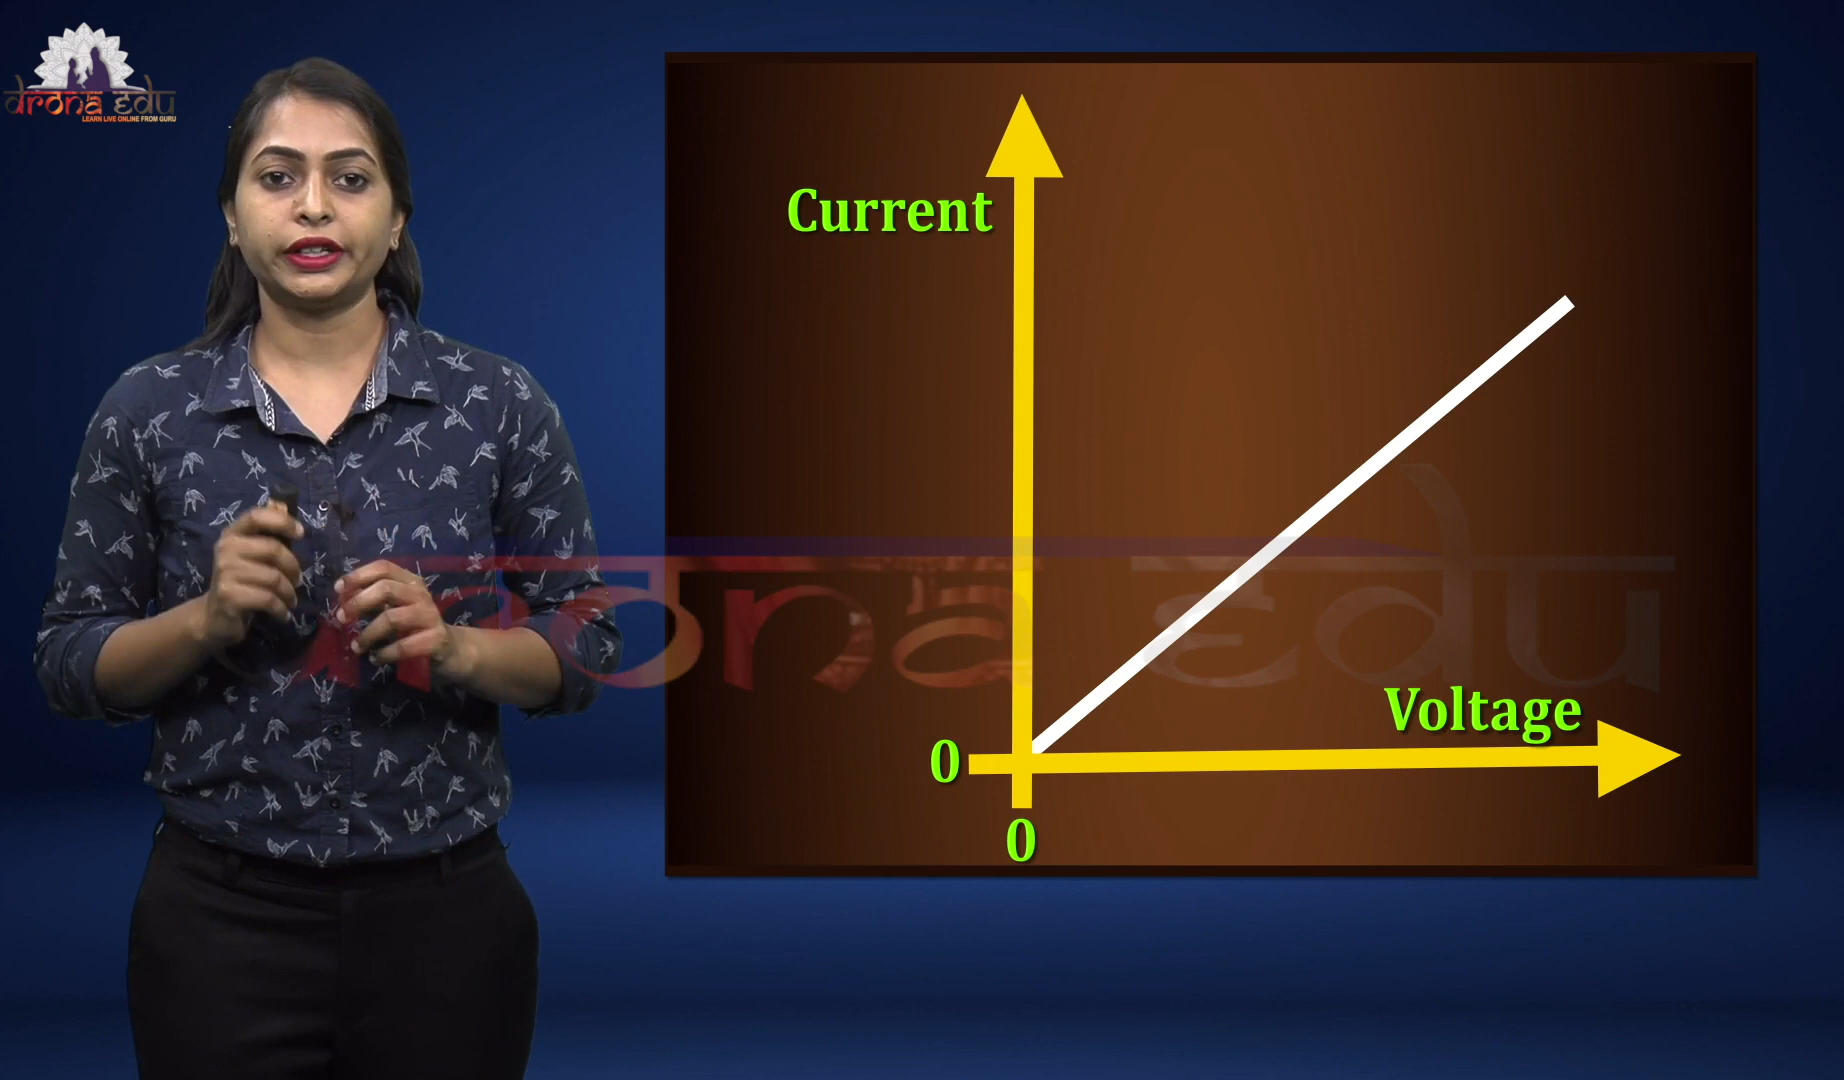 drona edu
LEARN LIVE ONLINE FROM GURU
Current
drona edu
Voltage
0
0